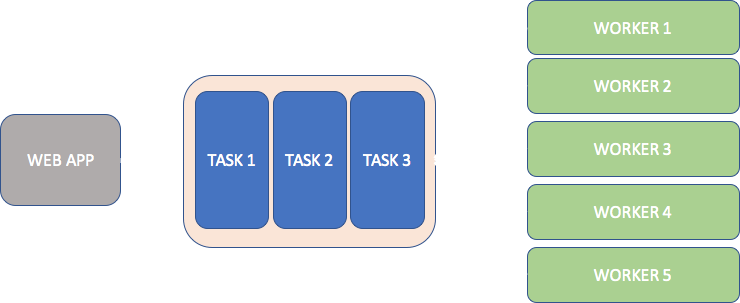 WEB APP
TASK 1
TASK 2
TASK 3
WORKER 1
WORKER 2
WORKER 3
WORKER 4
WORKER 5